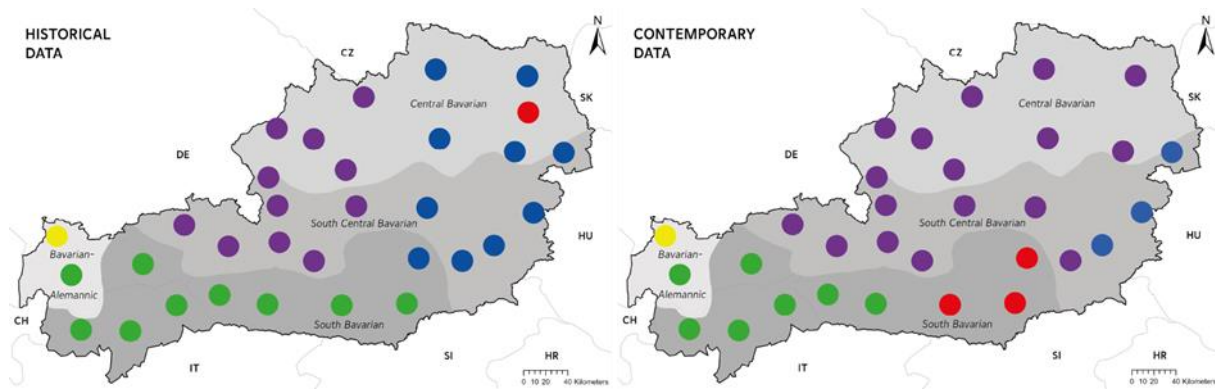 HISTORICAL
DATA
CZ
N
Central Bavarian
SK
DE
South Central Bavarian
HU
Bavarian-
Alemannic
CH
South Bavarian
IT
SI
HR
0 10 20 40 Kilometers
CONTEMPORARY
DATA
CZ
N
Central Bavarian
SK
DE
South Central Bavarian
HU
Bavarian-
Alemannic
CH
South Bavarian
IT
SI
HR
0 10 20 40 Kilometers